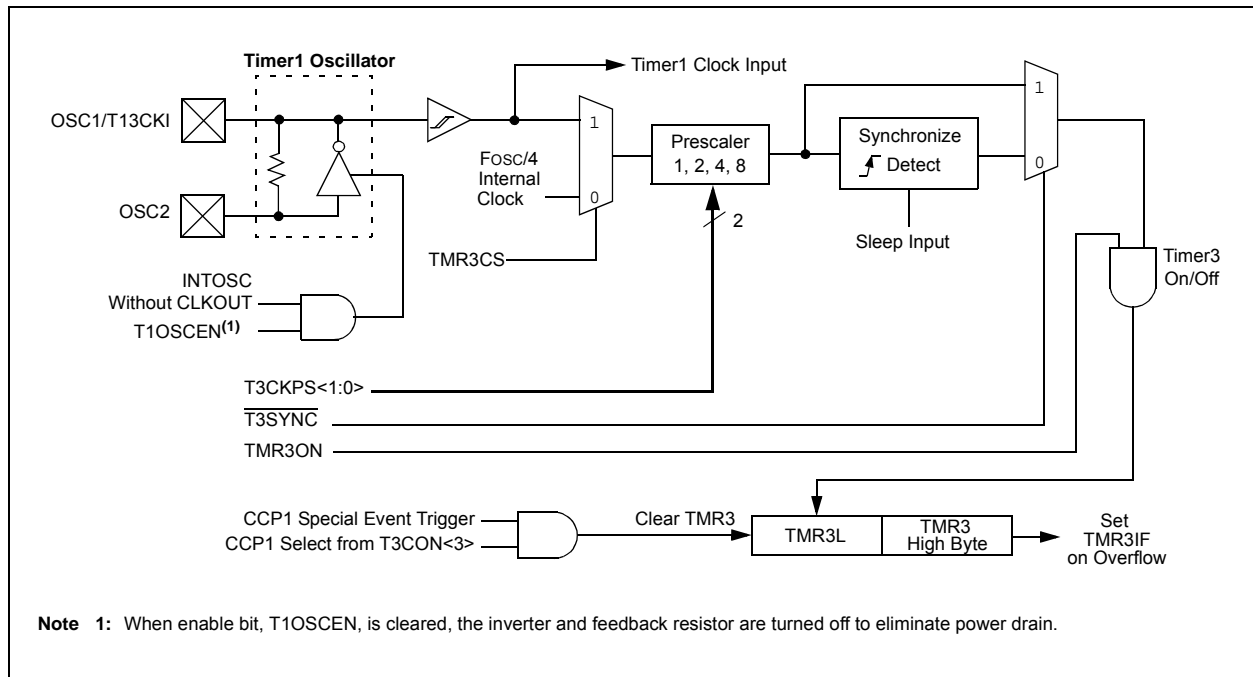 Timer1 Oscillator
Timer1 Clock Input
OSC1/T13CKI
1
1
Prescaler
1, 2, 4, 8
Synchronize
Detect
FOSC/4
Internal
Clock
0
0
OSC2
2
Sleep Input
TMR3CS
Timer3
On/Off
INTOSC
Without CLKOUT
T1OSCEN(1)
T3CKPS<1:0>
T3SYNC
TMR3ON
CCP1 Special Event Trigger
CCP1 Select from T3CON<3>
Clear TMR3
TMR3L
TMR3
High Byte
Set
TMR3IF
on Overflow
Note 1: When enable bit, T1OSCEN, is cleared, the inverter and feedback resistor are turned off to eliminate power drain.